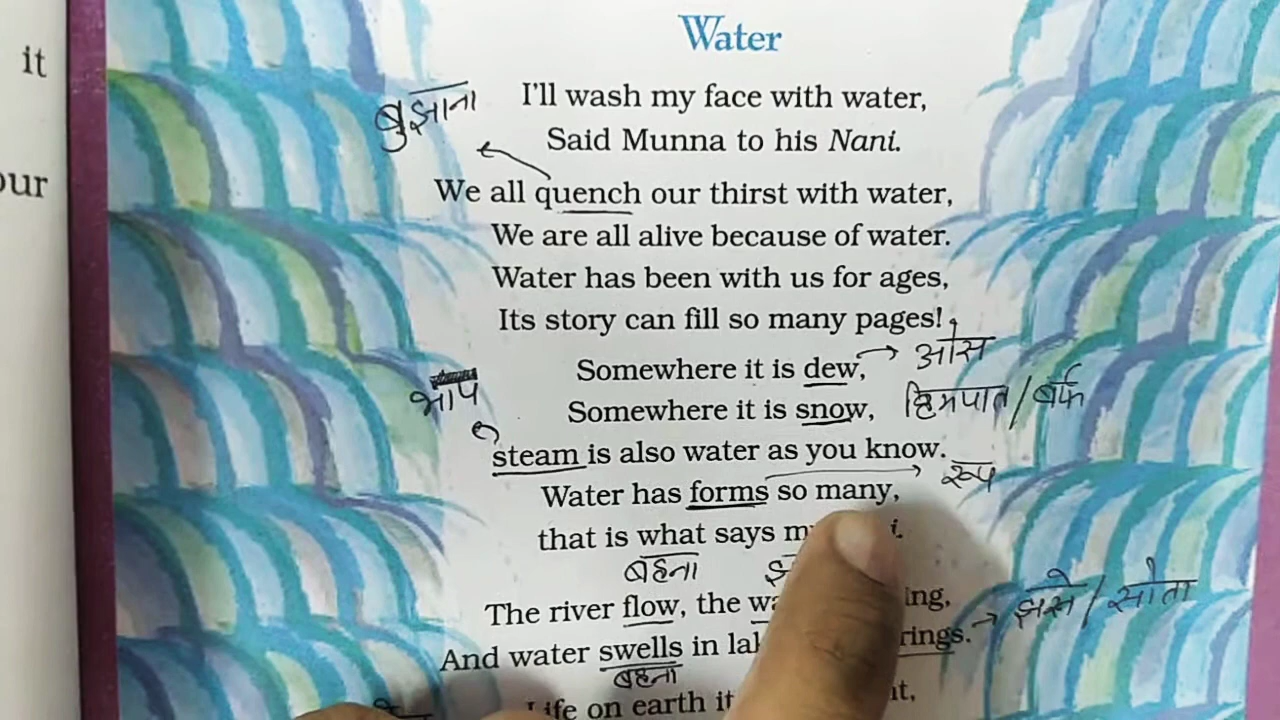 it
our
Water
बुझाना
I'll wash my face with water,
Said Munna to his Nani.
We all quench our thirst with water,
We are all alive because of water.
Water has been with us for ages,
Its story can fill so many pages!
Somewhere it is dew, ओस
भाप
Somewhere it is snow, हिमपात/बर्फ
steam is also water as you know.
Water has forms so many, रूप
that is what says
बहना
The river flow, the
And water swells in सोता
बहना
Life on earth